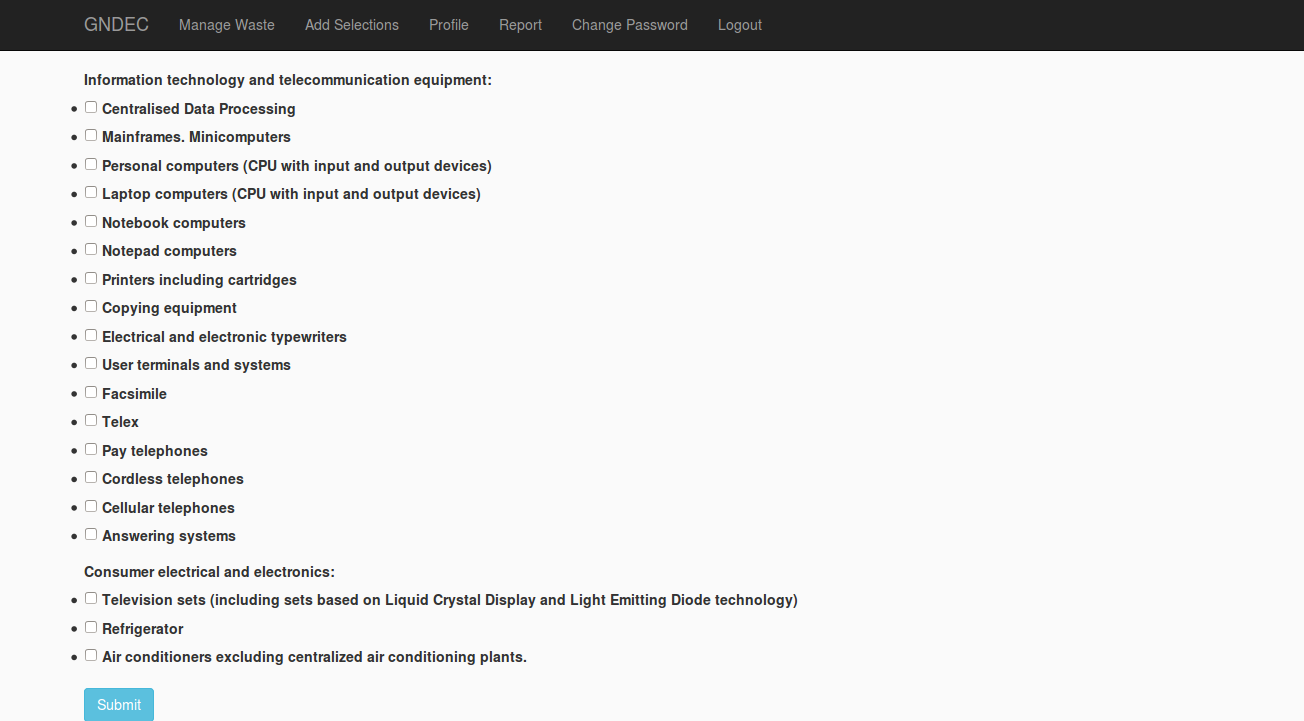 GNDEC Manage Waste Add Selections Profile Report Change Password Logout
Information technology and telecommunication equipment:
Centralised Data Processing
Mainframes. Minicomputers
Personal computers (CPU with input and output devices)
Laptop computers (CPU with input and output devices)
Notebook computers
Notepad computers
Printers including cartridges
Copying equipment
Electrical and electronic typewriters
User terminals and systems
Facsimile
Telex
Pay telephones
Cordless telephones
Cellular telephones
Answering systems
Consumer electrical and electronics:
Television sets (including sets based on Liquid Crystal Display and Light Emitting Diode technology)
Refrigerator
Air conditioners excluding centralized air conditioning plants.
Submit